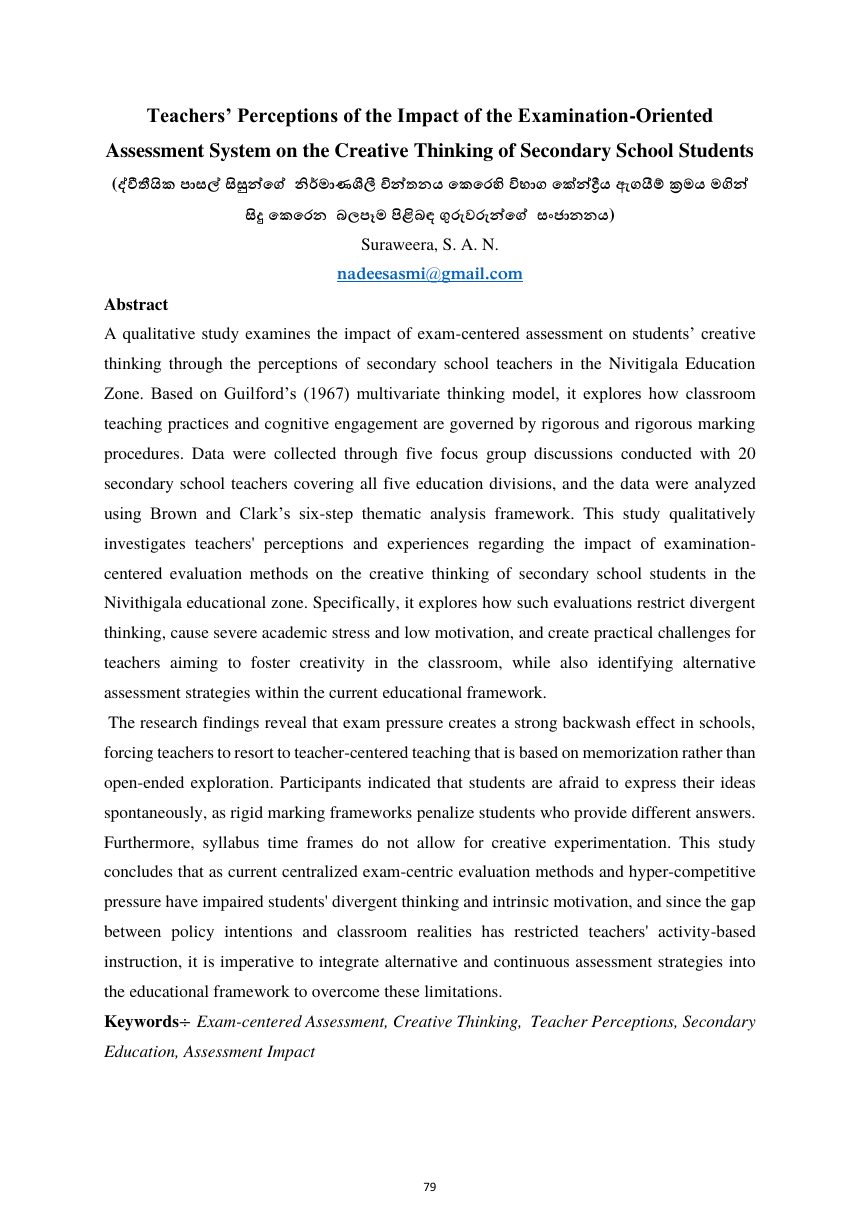 Teachers’ Perceptions of the Impact of the Examination-Oriented
Assessment System on the Creative Thinking of Secondary School Students
(ද්වීතීයික පාසල් සිසුන්ගේ නිර්මාණශීලී චින්තනය කෙරෙහි විභාග කේන්ද්‍රීය ඇගයීම් ක්‍රමය මගින්
සිදු කෙරෙන බලපෑම පිළිබඳ ගුරුවරුන්ගේ සංජානනය)
Suraweera, S. A. N.
nadeesasmi@gmail.com
Abstract
A qualitative study examines the impact of exam-centered assessment on students’ creative
thinking through the perceptions of secondary school teachers in the Nivitigala Education
Zone. Based on Guilford’s (1967) multivariate thinking model, it explores how classroom
teaching practices and cognitive engagement are governed by rigorous and rigorous marking
procedures. Data were collected through five focus group discussions conducted with 20
secondary school teachers covering all five education divisions, and the data were analyzed
using Brown and Clark’s six-step thematic analysis framework. This study qualitatively
investigates teachers' perceptions and experiences regarding the impact of examination-
centered evaluation methods on the creative thinking of secondary school students in the
Nivithigala educational zone. Specifically, it explores how such evaluations restrict divergent
thinking, cause severe academic stress and low motivation, and create practical challenges for
teachers aiming to foster creativity in the classroom, while also identifying alternative
assessment strategies within the current educational framework.
The research findings reveal that exam pressure creates a strong backwash effect in schools,
forcing teachers to resort to teacher-centered teaching that is based on memorization rather than
open-ended exploration. Participants indicated that students are afraid to express their ideas
spontaneously, as rigid marking frameworks penalize students who provide different answers.
Furthermore, syllabus time frames do not allow for creative experimentation. This study
concludes that as current centralized exam-centric evaluation methods and hyper-competitive
pressure have impaired students' divergent thinking and intrinsic motivation, and since the gap
between policy intentions and classroom realities has restricted teachers' activity-based
instruction, it is imperative to integrate alternative and continuous assessment strategies into
the educational framework to overcome these limitations.
Keywords÷ Exam-centered Assessment, Creative Thinking, Teacher Perceptions, Secondary
Education, Assessment Impact
79